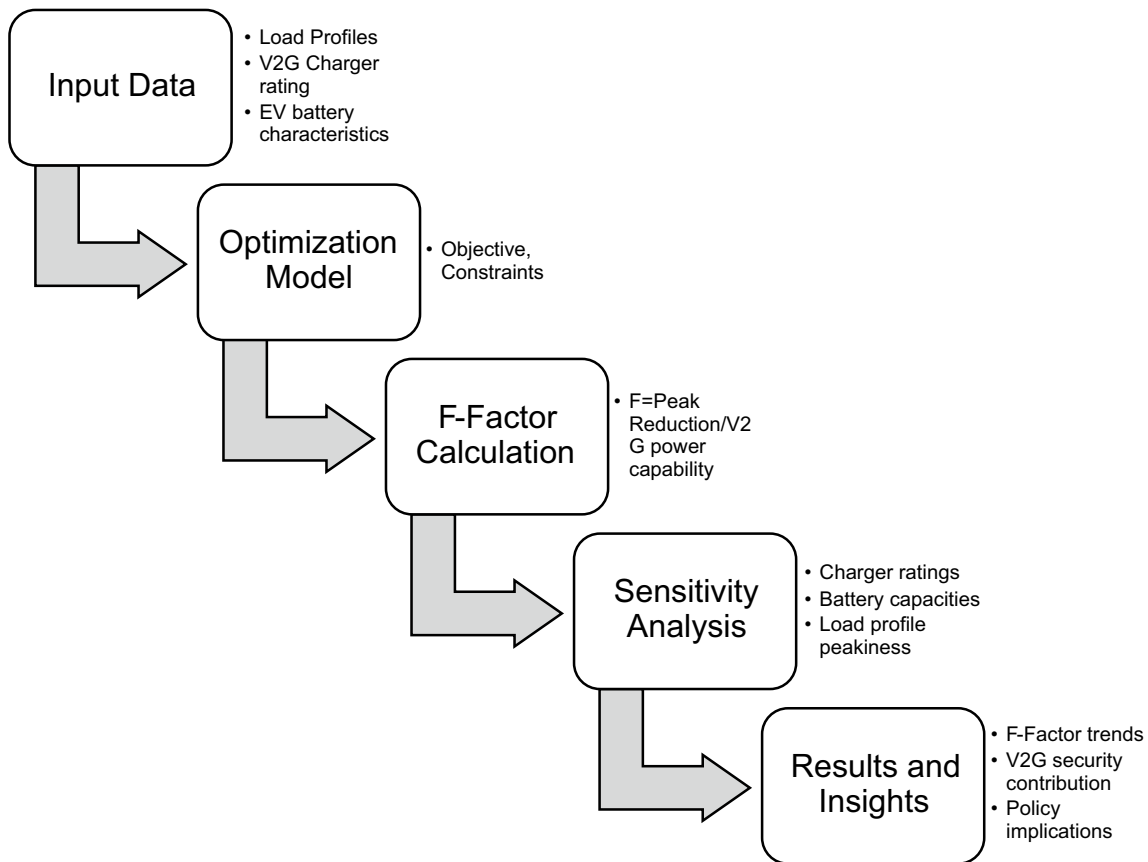 Input Data
• Load Profiles
• V2G Charger
rating
• EV battery
characteristics
Optimization
Model
• Objective,
Constraints
F-Factor
Calculation
• F=Peak
Reduction/V2
G power
capability
Sensitivity
Analysis
• Charger ratings
• Battery capacities
• Load profile
peakiness
Results and
Insights
• F-Factor trends
• V2G security
contribution
• Policy
implications